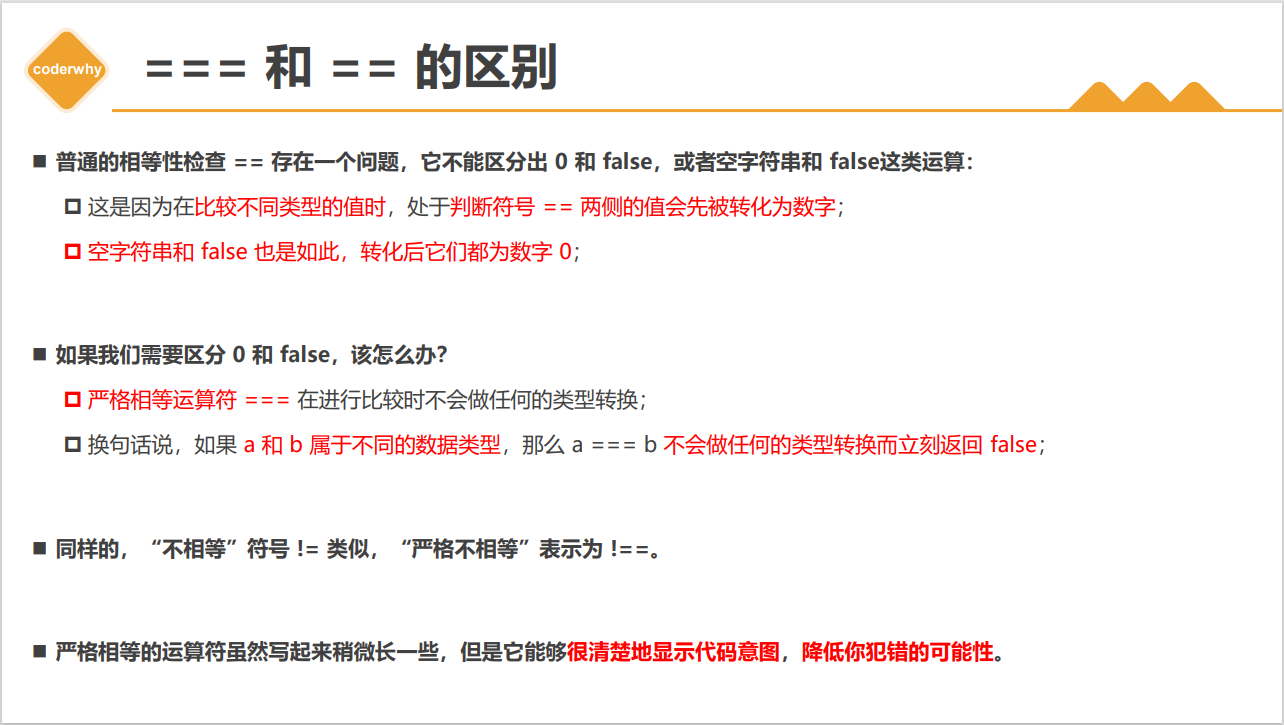 coderwhy
=== 和 == 的区别
普通的相等性检查 == 存在一个问题，它不能区分出 0 和 false，或者空字符串和 false这类运算：
这是因为在比较不同类型的值时，处于判断符号 == 两侧的值会先被转化为数字；
空字符串和 false 也是如此，转化后它们都为数字 0；
如果我们需要区分 0 和 false，该怎么办？
严格相等运算符 === 在进行比较时不会做任何的类型转换；
换句话说，如果 a 和 b 属于不同的数据类型，那么 a === b 不会做任何的类型转换而立刻返回 false；
同样的，“不相等”符号 != 类似，“严格不相等”表示为 !==。
严格相等的运算符虽然写起来稍微长一些，但是它能够很清楚地显示代码意图，降低你犯错的可能性。